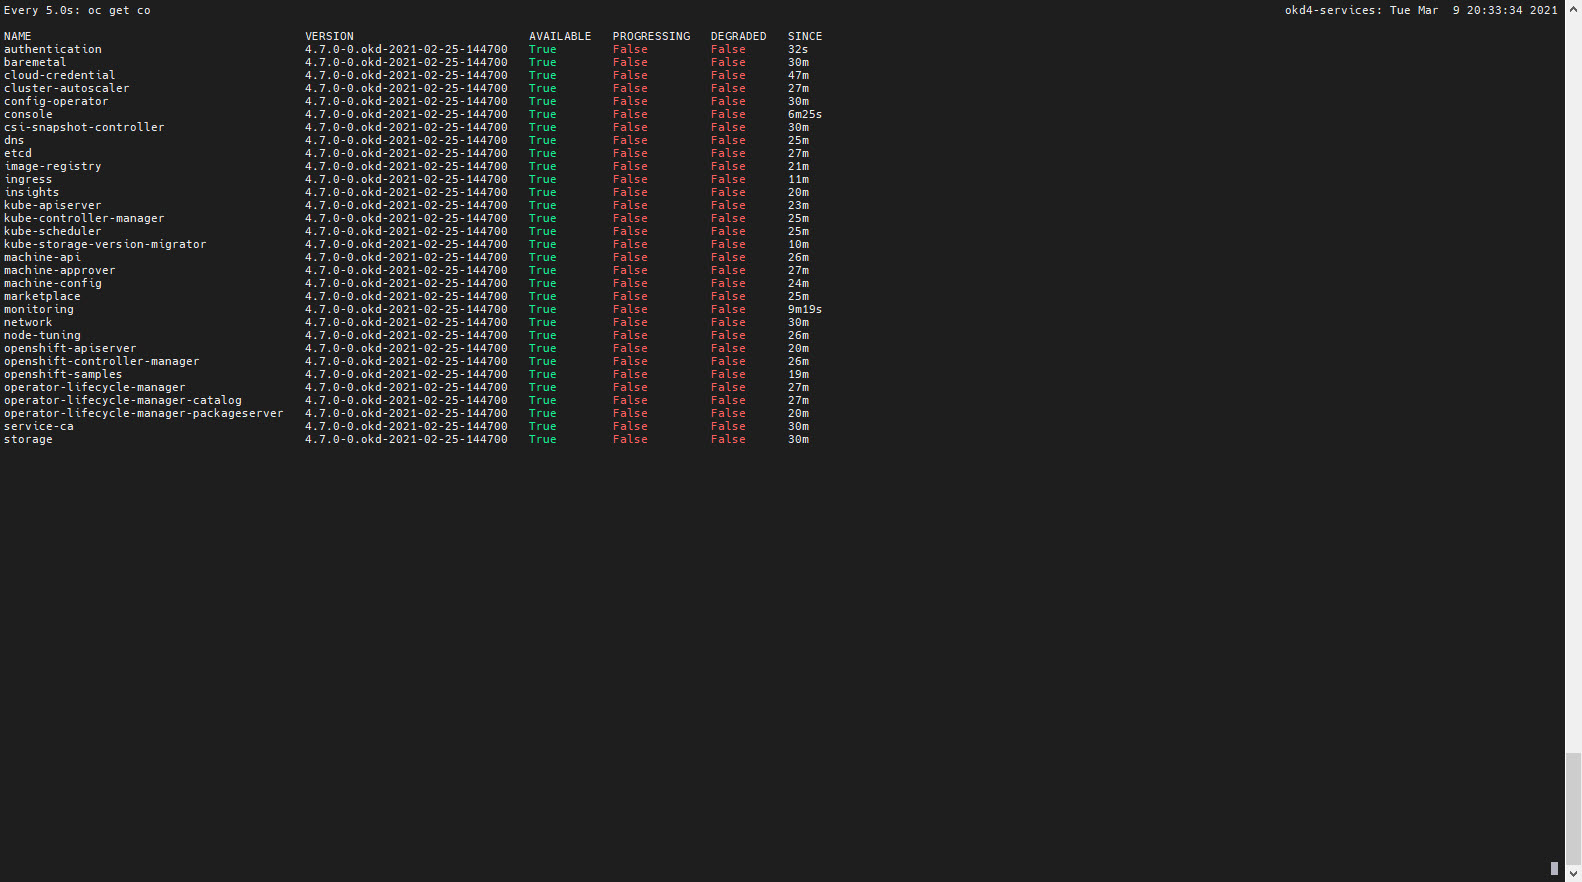 Every 5.0s: oc get co okd4-services: Tue Mar  9 20:33:34 2021
NAME VERSION AVAILABLE PROGRESSING DEGRADED SINCE
authentication 4.7.0-0.okd-2021-02-25-144700 True False False 32s
baremetal 4.7.0-0.okd-2021-02-25-144700 True False False 30m
cloud-credential 4.7.0-0.okd-2021-02-25-144700 True False False 47m
cluster-autoscaler 4.7.0-0.okd-2021-02-25-144700 True False False 27m
config-operator 4.7.0-0.okd-2021-02-25-144700 True False False 30m
console 4.7.0-0.okd-2021-02-25-144700 True False False 6m25s
csi-snapshot-controller 4.7.0-0.okd-2021-02-25-144700 True False False 30m
dns 4.7.0-0.okd-2021-02-25-144700 True False False 25m
etcd 4.7.0-0.okd-2021-02-25-144700 True False False 27m
image-registry 4.7.0-0.okd-2021-02-25-144700 True False False 21m
ingress 4.7.0-0.okd-2021-02-25-144700 True False False 11m
insights 4.7.0-0.okd-2021-02-25-144700 True False False 20m
kube-apiserver 4.7.0-0.okd-2021-02-25-144700 True False False 23m
kube-controller-manager 4.7.0-0.okd-2021-02-25-144700 True False False 25m
kube-scheduler 4.7.0-0.okd-2021-02-25-144700 True False False 25m
kube-storage-version-migrator 4.7.0-0.okd-2021-02-25-144700 True False False 10m
machine-api 4.7.0-0.okd-2021-02-25-144700 True False False 26m
machine-approver 4.7.0-0.okd-2021-02-25-144700 True False False 27m
machine-config 4.7.0-0.okd-2021-02-25-144700 True False False 24m
marketplace 4.7.0-0.okd-2021-02-25-144700 True False False 25m
monitoring 4.7.0-0.okd-2021-02-25-144700 True False False 9m19s
network 4.7.0-0.okd-2021-02-25-144700 True False False 30m
node-tuning 4.7.0-0.okd-2021-02-25-144700 True False False 26m
openshift-apiserver 4.7.0-0.okd-2021-02-25-144700 True False False 20m
openshift-controller-manager 4.7.0-0.okd-2021-02-25-144700 True False False 26m
openshift-samples 4.7.0-0.okd-2021-02-25-144700 True False False 19m
operator-lifecycle-manager 4.7.0-0.okd-2021-02-25-144700 True False False 27m
operator-lifecycle-manager-catalog 4.7.0-0.okd-2021-02-25-144700 True False False 27m
operator-lifecycle-manager-packageserver 4.7.0-0.okd-2021-02-25-144700 True False False 20m
service-ca 4.7.0-0.okd-2021-02-25-144700 True False False 30m
storage 4.7.0-0.okd-2021-02-25-144700 True False False 30m